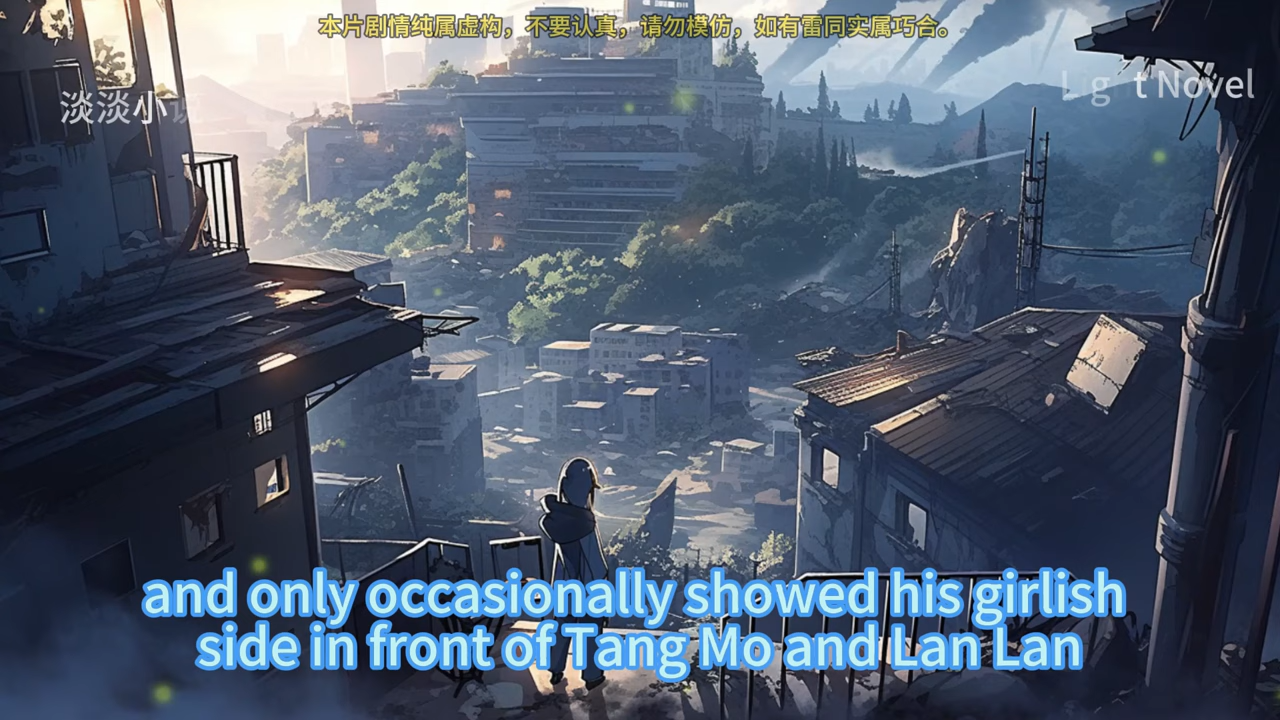 本片剧情纯属虚构，不要认真，请勿模仿，如有雷同实属巧合。
淡淡小说
L g t Novel
and only occasionally showed his girlish
side in front of Tang Mo and Lan Lan